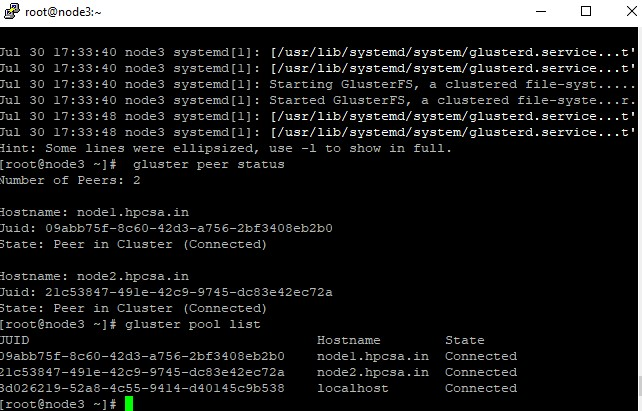 root@node3:~
Jul 30 17:33:40 node3 systemd[1]: [/usr/lib/systemd/system/glusterd.service...t'
Jul 30 17:33:40 node3 systemd[1]: [/usr/lib/systemd/system/glusterd.service...t'
Jul 30 17:33:40 node3 systemd[1]: Starting GlusterFS, a clustered file-syst.....
Jul 30 17:33:40 node3 systemd[1]: Started GlusterFS, a clustered file-syste...r.
Jul 30 17:33:48 node3 systemd[1]: [/usr/lib/systemd/system/glusterd.service...t'
Jul 30 17:33:48 node3 systemd[1]: [/usr/lib/systemd/system/glusterd.service...t'
Hint: Some lines were ellipsized, use -l to show in full.
[root@node3 ~]#  gluster peer status
Number of Peers: 2
Hostname: node1.hpcsa.in
Uuid: 09abb75f-8c60-42d3-a756-2bf3408eb2b0
State: Peer in Cluster (Connected)
Hostname: node2.hpcsa.in
Uuid: 21c53847-491e-42c9-9745-dc83e42ec72a
State: Peer in Cluster (Connected)
[root@node3 ~]# gluster pool list
UUID Hostname State
09abb75f-8c60-42d3-a756-2bf3408eb2b0 node1.hpcsa.in Connected
21c53847-491e-42c9-9745-dc83e42ec72a node2.hpcsa.in Connected
3d026219-52a8-4c55-9414-d40145c9b538 localhost Connected
[root@node3 ~]#